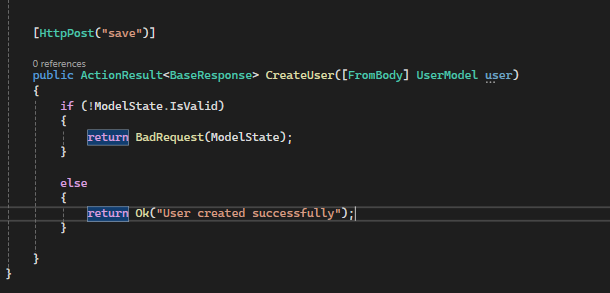 [HttpPost("save")]
0 references
public ActionResult<BaseResponse> CreateUser([FromBody] UserModel user)
{
if (!ModelState.IsValid)
{
return BadRequest(ModelState);
}
else
{
return Ok("User created successfully");
}
}
}